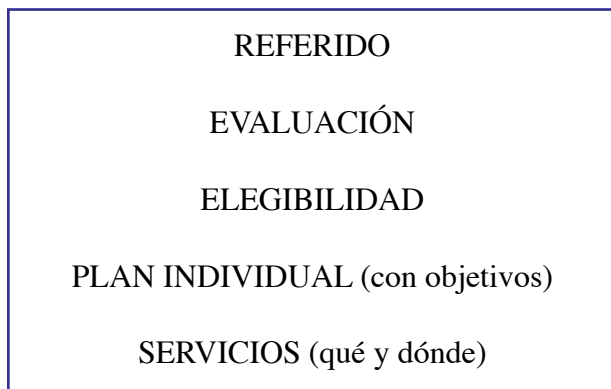 REFERIDO
EVALUACIÓN
ELEGIBILIDAD
PLAN INDIVIDUAL (con objetivos)
SERVICIOS (qué y dónde)